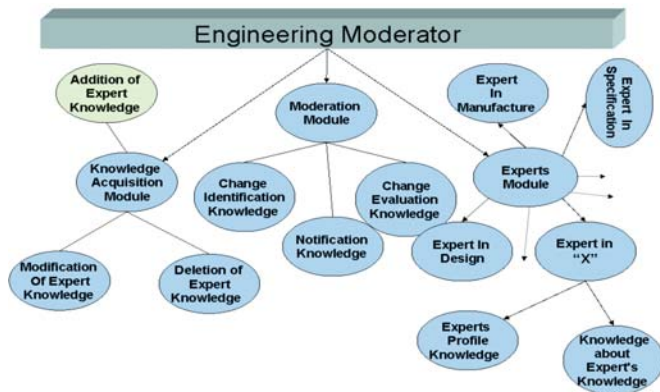 Engineering Moderator
Addition of
Expert
Knowledge
Expert
In
Manufacture
Expert In
Specification
Moderation
Module
Knowledge
Acquisition
Module
Experts
Module
Change
Identification
Knowledge
Change
Evaluation
Knowledge
Notification
Knowledge
Expert In
Design
Expert in
“X”
Modification
Of Expert
Knowledge
Deletion of
Expert
Knowledge
Experts
Profile
Knowledge
Knowledge
about
Expert's
Knowledge